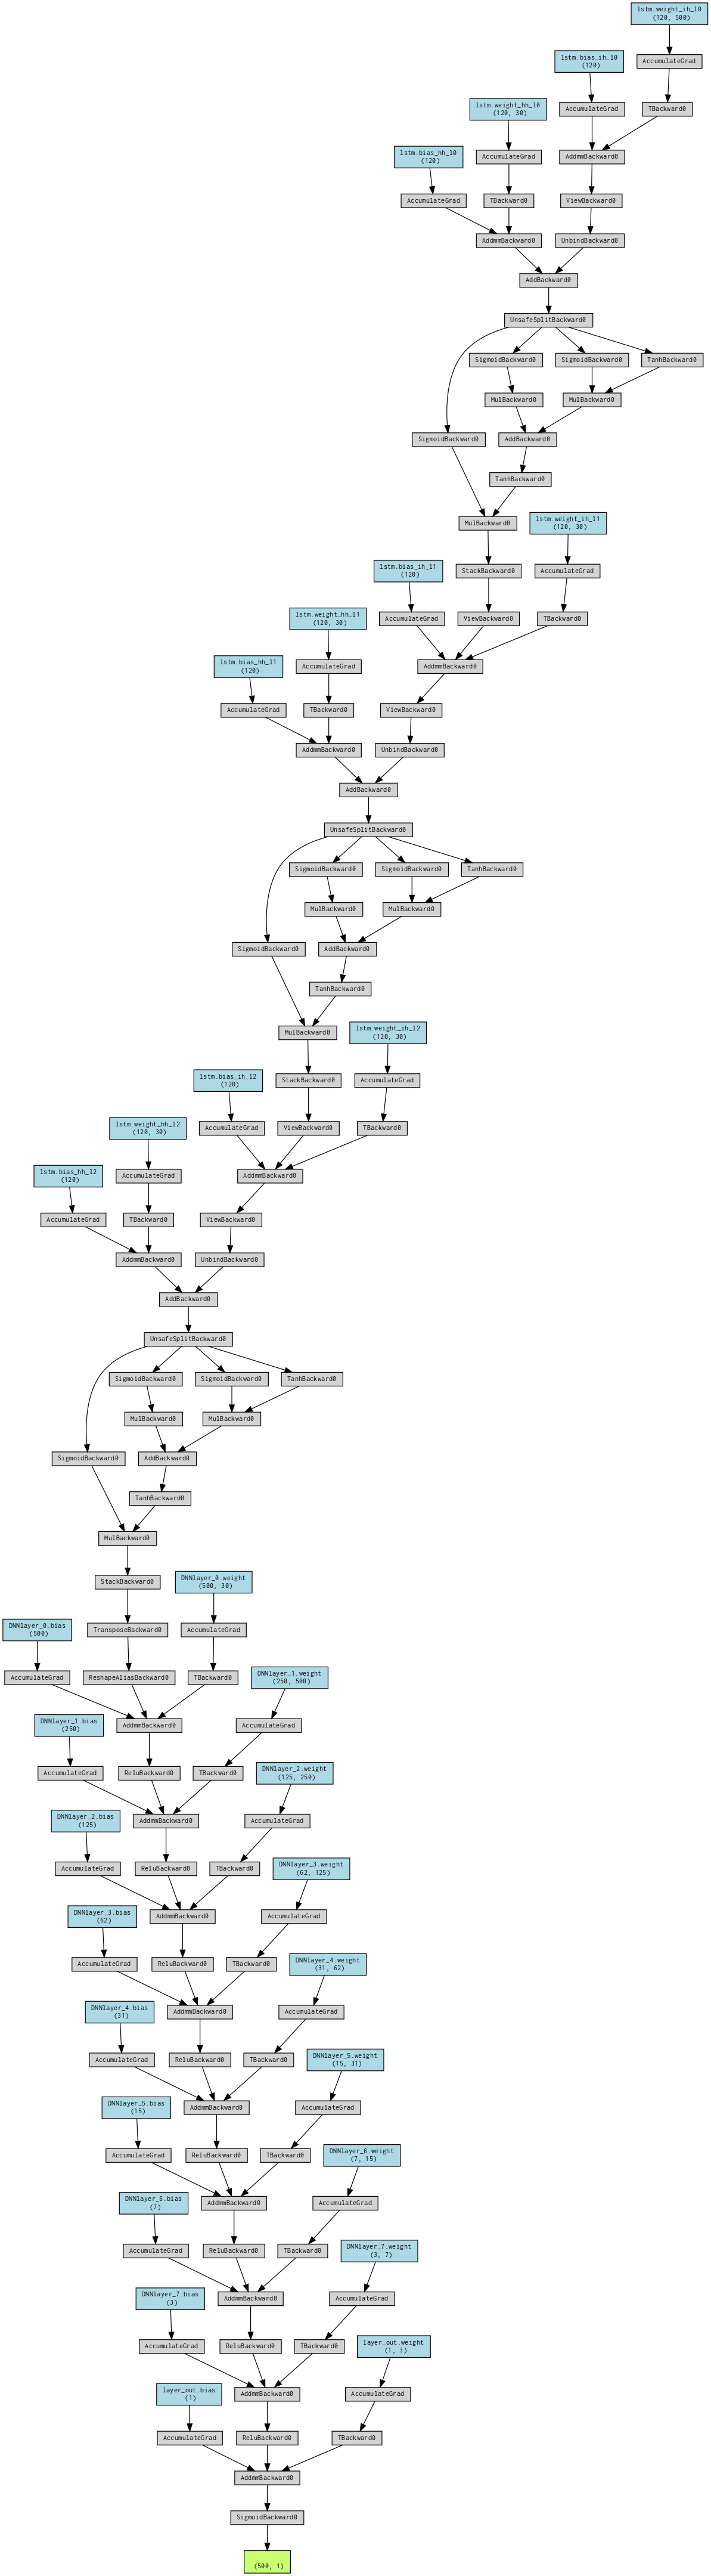 lstm.weight_ih_l0
(120, 500)
lstm.bias_ih_l0
(120)
AccumulateGrad
lstm.weight_hh_l0
(120, 30)
AccumulateGrad
TBackward0
lstm.bias_hh_l0
(120)
AccumulateGrad
AddmmBackward0
AccumulateGrad
TBackward0
ViewBackward0
AddmmBackward0
UnbindBackward0
AddBackward0
UnsafeSplitBackward0
SigmoidBackward0
SigmoidBackward0
TanhBackward0
MulBackward0
MulBackward0
SigmoidBackward0
AddBackward0
TanhBackward0
MulBackward0
lstm.weight_ih_l1
(120, 30)
lstm.bias_ih_l1
(120)
StackBackward0
AccumulateGrad
lstm.weight_hh_l1
(120, 30)
AccumulateGrad
ViewBackward0
TBackward0
lstm.bias_hh_l1
(120)
AccumulateGrad
AddmmBackward0
AccumulateGrad
TBackward0
ViewBackward0
AddmmBackward0
UnbindBackward0
AddBackward0
UnsafeSplitBackward0
SigmoidBackward0
SigmoidBackward0
TanhBackward0
MulBackward0
MulBackward0
SigmoidBackward0
AddBackward0
TanhBackward0
MulBackward0
lstm.weight_ih_l2
(120, 30)
lstm.bias_ih_l2
(120)
StackBackward0
AccumulateGrad
lstm.weight_hh_l2
(120, 30)
AccumulateGrad
ViewBackward0
TBackward0
lstm.bias_hh_l2
(120)
AccumulateGrad
AddmmBackward0
AccumulateGrad
TBackward0
ViewBackward0
AddmmBackward0
UnbindBackward0
AddBackward0
UnsafeSplitBackward0
SigmoidBackward0
SigmoidBackward0
TanhBackward0
MulBackward0
MulBackward0
SigmoidBackward0
AddBackward0
TanhBackward0
MulBackward0
StackBackward0
DNNlayer_0.weight
(500, 30)
DNNlayer_0.bias
(500)
TransposeBackward0
AccumulateGrad
AccumulateGrad
ReshapeAliasBackward0
TBackward0
DNNlayer_1.weight
(250, 500)
DNNlayer_1.bias
(250)
AddmmBackward0
AccumulateGrad
AccumulateGrad
ReluBackward0
TBackward0
DNNlayer_2.weight
(125, 250)
DNNlayer_2.bias
(125)
AddmmBackward0
AccumulateGrad
AccumulateGrad
ReluBackward0
TBackward0
DNNlayer_3.weight
(62, 125)
DNNlayer_3.bias
(62)
AddmmBackward0
AccumulateGrad
AccumulateGrad
ReluBackward0
TBackward0
DNNlayer_4.weight
(31, 62)
DNNlayer_4.bias
(31)
AddmmBackward0
AccumulateGrad
AccumulateGrad
ReluBackward0
TBackward0
DNNlayer_5.weight
(15, 31)
DNNlayer_5.bias
(15)
AddmmBackward0
AccumulateGrad
AccumulateGrad
ReluBackward0
TBackward0
DNNlayer_6.weight
(7, 15)
DNNlayer_6.bias
(7)
AddmmBackward0
AccumulateGrad
AccumulateGrad
ReluBackward0
TBackward0
DNNlayer_7.weight
(3, 7)
DNNlayer_7.bias
(3)
AddmmBackward0
AccumulateGrad
AccumulateGrad
ReluBackward0
TBackward0
layer_out.weight
(1, 3)
layer_out.bias
(1)
AddmmBackward0
AccumulateGrad
AccumulateGrad
ReluBackward0
TBackward0
AddmmBackward0
SigmoidBackward0
(500, 1)